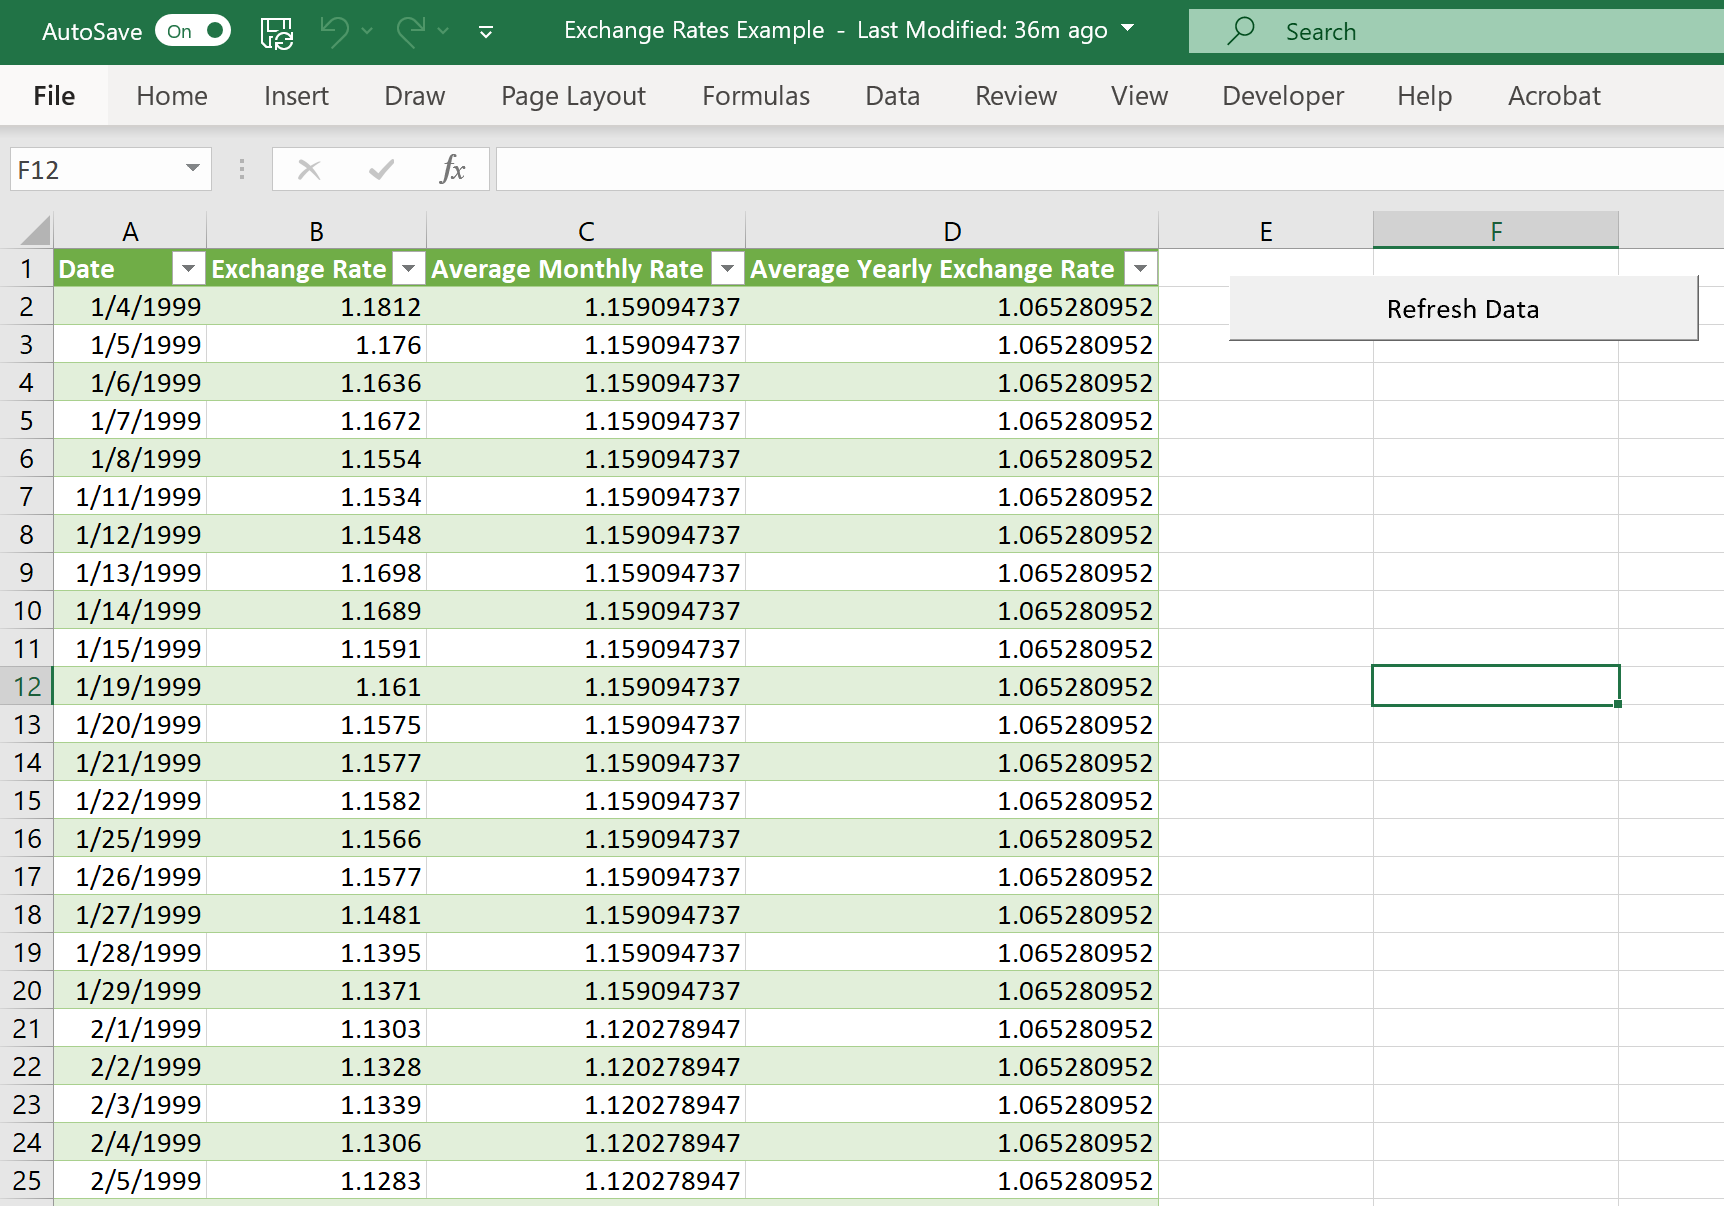 AutoSave On Exchange Rates Example - Last Modified: 36m ago Search
File Home Insert Draw Page Layout Formulas Data Review View Developer Help Acrobat
F12 fx
A B C D E F
1 Date Exchange Rate Average Monthly Rate Average Yearly Exchange Rate
Refresh Data
2 1/4/1999 1.1812 1.159094737 1.065280952
3 1/5/1999 1.176 1.159094737 1.065280952
4 1/6/1999 1.1636 1.159094737 1.065280952
5 1/7/1999 1.1672 1.159094737 1.065280952
6 1/8/1999 1.1554 1.159094737 1.065280952
7 1/11/1999 1.1534 1.159094737 1.065280952
8 1/12/1999 1.1548 1.159094737 1.065280952
9 1/13/1999 1.1698 1.159094737 1.065280952
10 1/14/1999 1.1689 1.159094737 1.065280952
11 1/15/1999 1.1591 1.159094737 1.065280952
12 1/19/1999 1.161 1.159094737 1.065280952
13 1/20/1999 1.1575 1.159094737 1.065280952
14 1/21/1999 1.1577 1.159094737 1.065280952
15 1/22/1999 1.1582 1.159094737 1.065280952
16 1/25/1999 1.1566 1.159094737 1.065280952
17 1/26/1999 1.1577 1.159094737 1.065280952
18 1/27/1999 1.1481 1.159094737 1.065280952
19 1/28/1999 1.1395 1.159094737 1.065280952
20 1/29/1999 1.1371 1.159094737 1.065280952
21 2/1/1999 1.1303 1.120278947 1.065280952
22 2/2/1999 1.1328 1.120278947 1.065280952
23 2/3/1999 1.1339 1.120278947 1.065280952
24 2/4/1999 1.1306 1.120278947 1.065280952
25 2/5/1999 1.1283 1.120278947 1.065280952